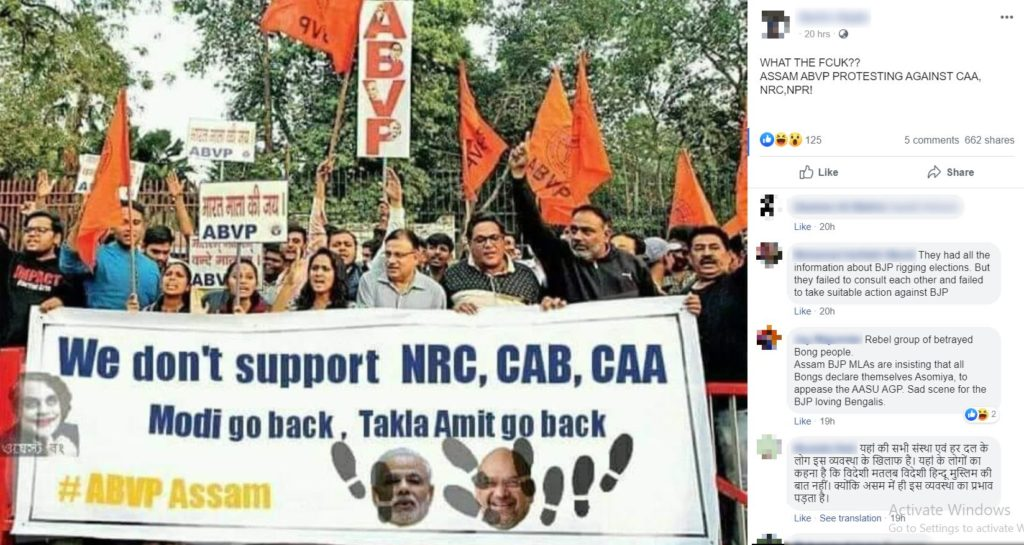 ABVP
ABVP
ABVP
ABVP
ABVP
भारत माता की जय
ABVP
भारत माता की जय !
ABVP
वन्दे
ABVP
IMPACT
We don't support NRC, CAB, CAA
Modi go back , Takla Amit go back
#ABVP Assam
ওয়েস্ট বং
20 hrs ·
WHAT THE FCUK??
ASSAM ABVP PROTESTING AGAINST CAA,
NRC,NPR!
125
5 comments 662 shares
Like
Share
Like · 20h
They had all the
information about BJP rigging elections. But
they failed to consult each other and failed
to take suitable action against BJP
Like · 20h
Rebel group of betrayed
Bong people.
Assam BJP MLAs are insisting that all
Bongs declare themselves Asomiya, to
appease the AASU AGP. Sad scene for the
BJP loving Bengalis.
2
Like · 19h
यहां की सभी संस्था एवं हर दल के
लोग इस व्यवस्था के खिलाफ है। यहां के लोगों का
कहना है कि विदेशी मतलब विदेशी हिन्दू मुस्लिम की
बात नहीं। क्योंकि असम में ही इस व्यवस्था का प्रभाव
पड़ता है।
Like · See translation · 19h
Activate Windows
Go to Settings to activate W